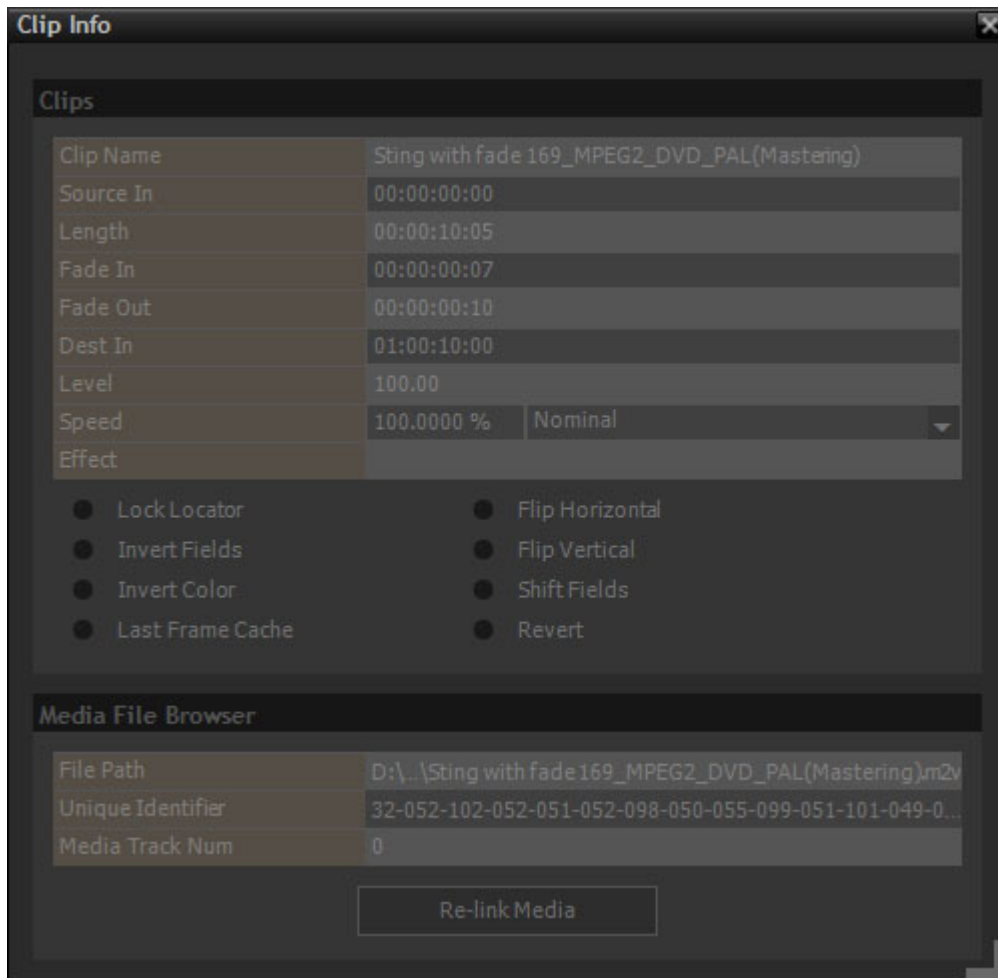 Clip Info
Clips
Clip Name Sting with fade 169_MPEG2_DVD_PAL(Mastering)
Source In 00:00:00:00
Length 00:00:10:05
Fade In 00:00:00:07
Fade Out 00:00:00:10
Dest In 01:00:10:00
Level 100.00
Speed 100.0000 % Nominal
Effect
Lock Locator Flip Horizontal
Invert Fields Flip Vertical
Invert Color Shift Fields
Last Frame Cache Revert
Media File Browser
File Path D:\...\Sting with fade 169_MPEG2_DVD_PAL(Mastering).m2v
Unique Identifier 32-052-102-052-051-052-098-050-055-099-051-101-049-0...
Media Track Num 0
Re-link Media